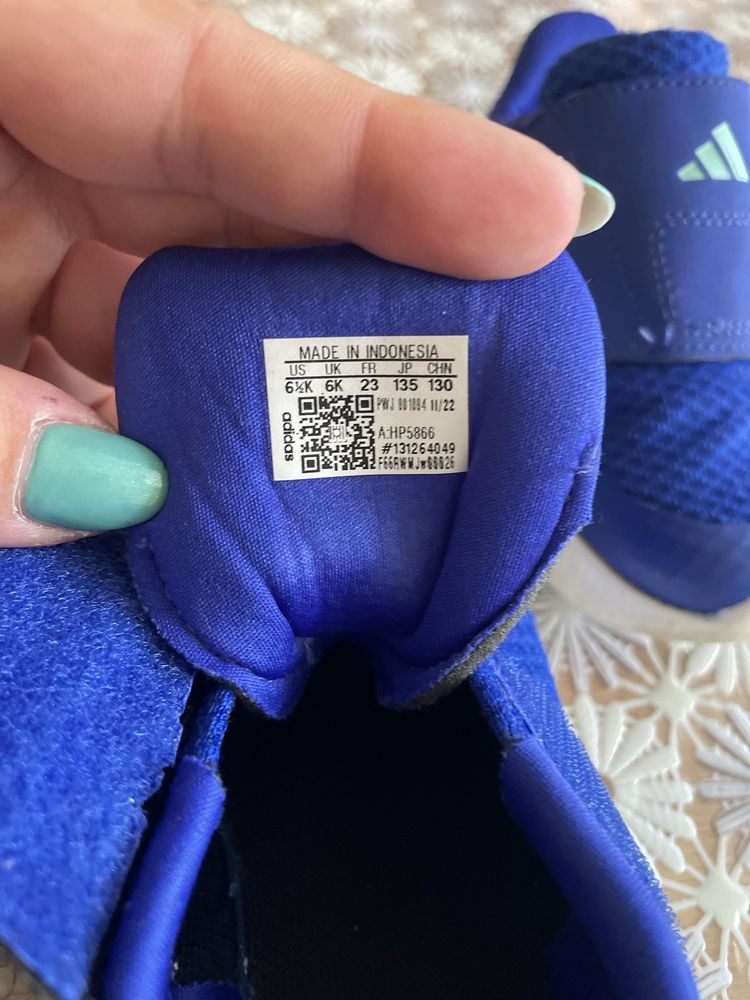 MADE IN INDONESIA
US UK FR JP CHN
6½K 6K 23 135 130
PWJ 001004 11/22
adidas
A:HP5866
#131264049